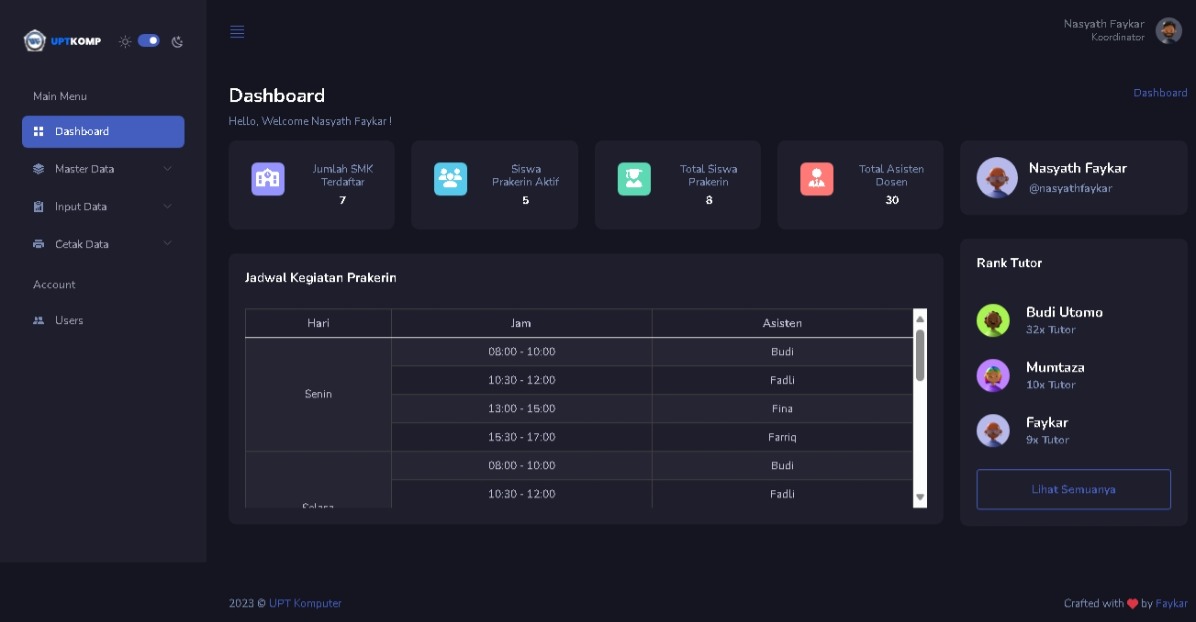 UPTKOMP
Main Menu
Dashboard
Master Data
Input Data
Cetak Data
Account
Users
Nasyath Faykar
Koordinator
Dashboard
Dashboard
Hello, Welcome Nasyath Faykar !
Jumlah SMK
Terdaftar
7
Siswa
Prakerin Aktif
5
Total Siswa
Prakerin
8
Total Asisten
Dosen
30
Nasyath Faykar
@nasyathfaykar
Jadwal Kegiatan Prakerin
Hari Jam Asisten
Senin
08:00 - 10:00 Budi
10:30 - 12:00 Fadli
13:00 - 15:00 Fina
15:30 - 17:00 Farriq
Selasa
08:00 - 10:00 Budi
10:30 - 12:00 Fadli
Rank Tutor
Budi Utomo
32x Tutor
Mumtaza
10x Tutor
Faykar
9x Tutor
Lihat Semuanya
2023 © UPT Komputer
Crafted with ❤ by Faykar